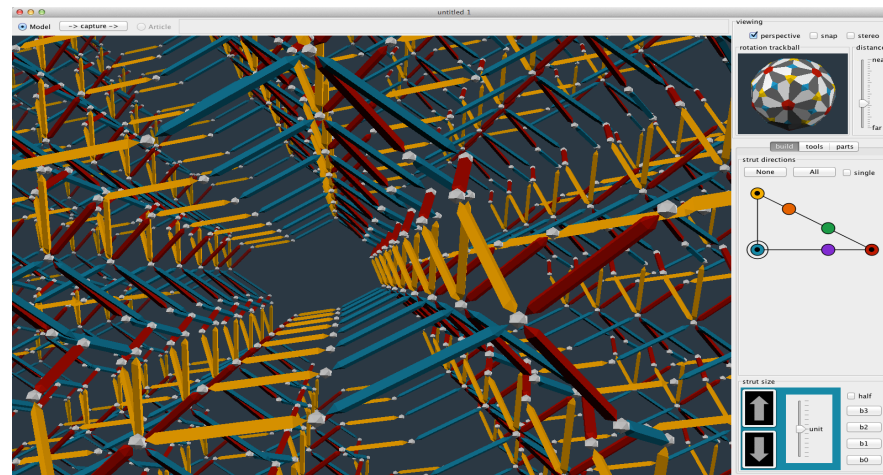 untitled 1
Model
-> capture ->
Article
viewing
perspective
snap
stereo
rotation trackball
distance
near
far
build
tools
parts
strut directions
None
All
single
strut size
unit
half
b3
b2
b1
b0